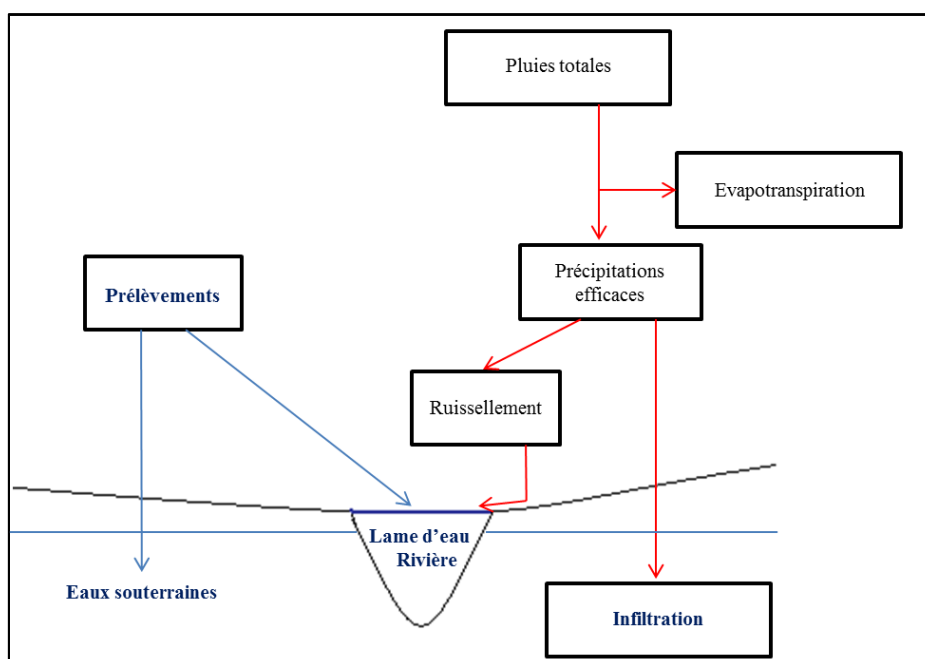 Pluies totales
Evapotranspiration
Précipitations
efficaces
Prélèvements
Ruissellement
Lame d’eau
Rivière
Eaux souterraines
Infiltration